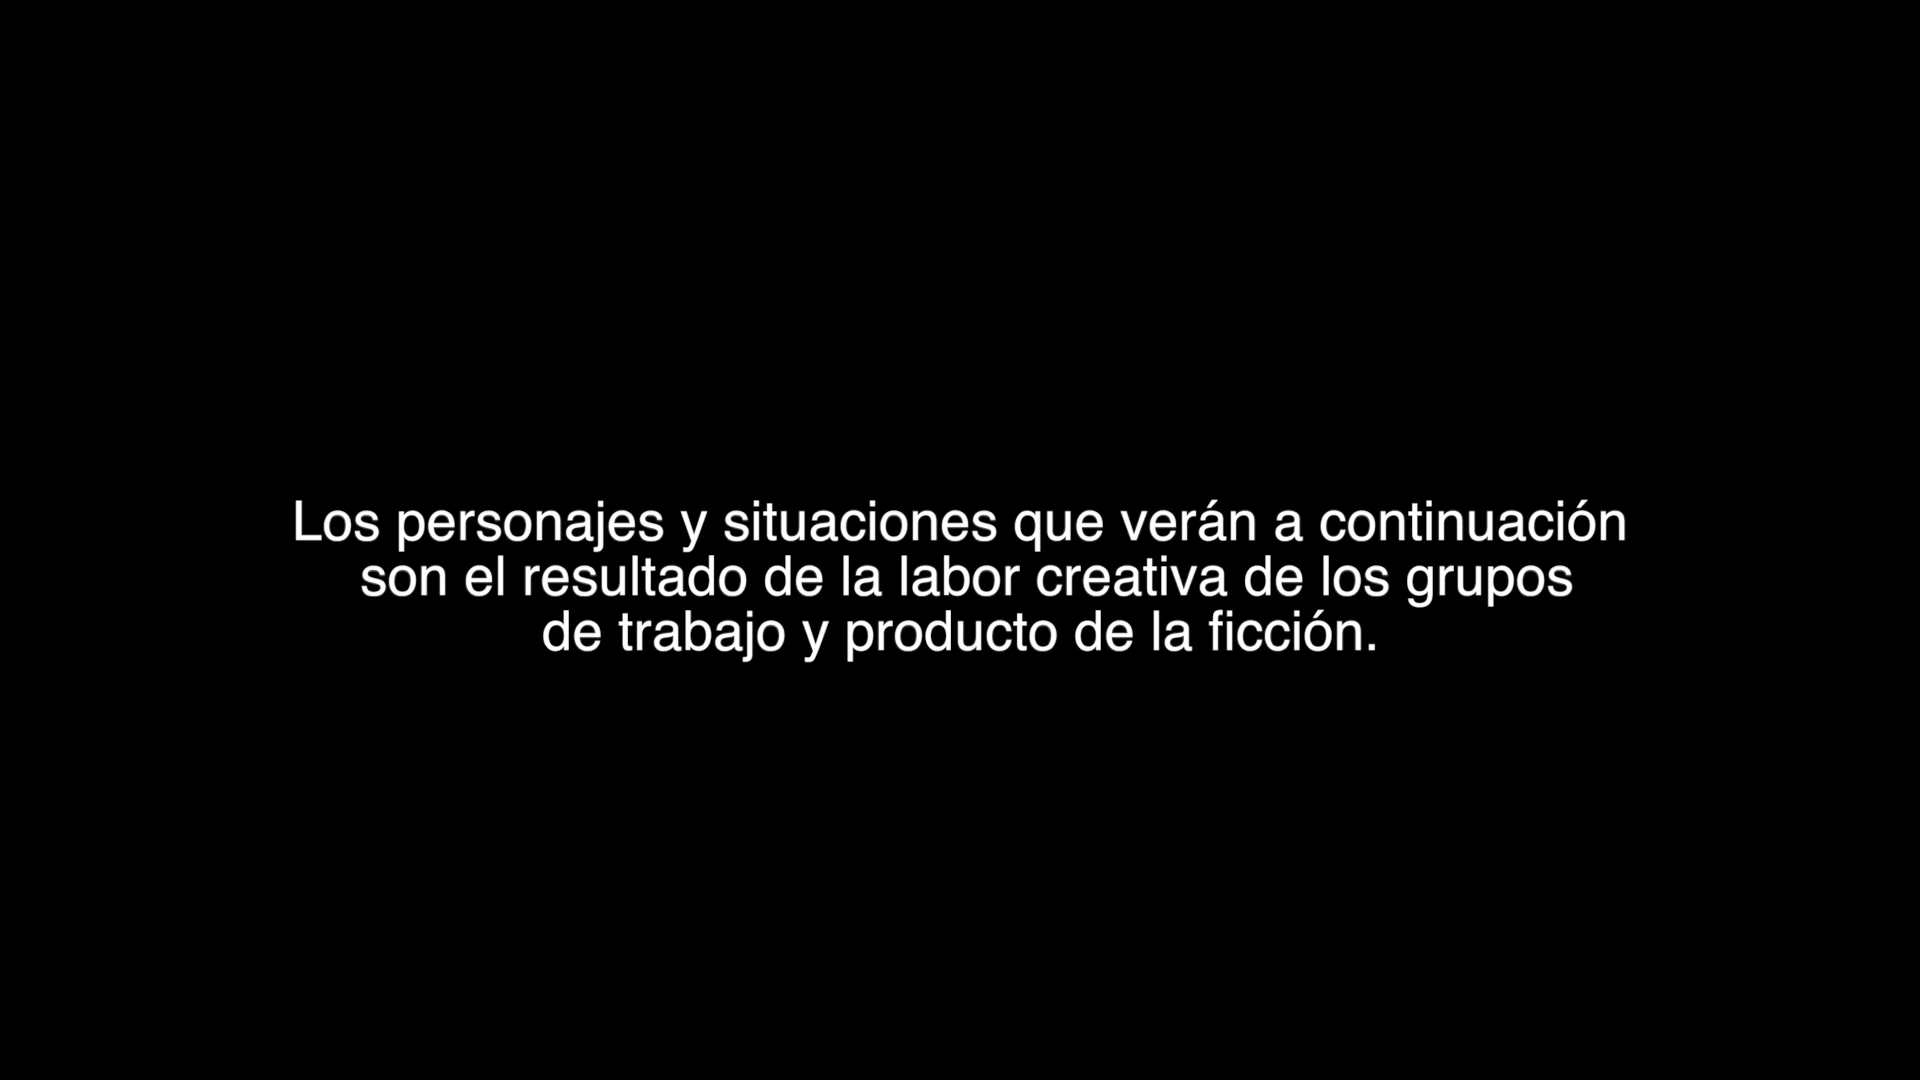 Los personajes y situaciones que verán a continuación
son el resultado de la labor creativa de los grupos
de trabajo y producto de la ficción.